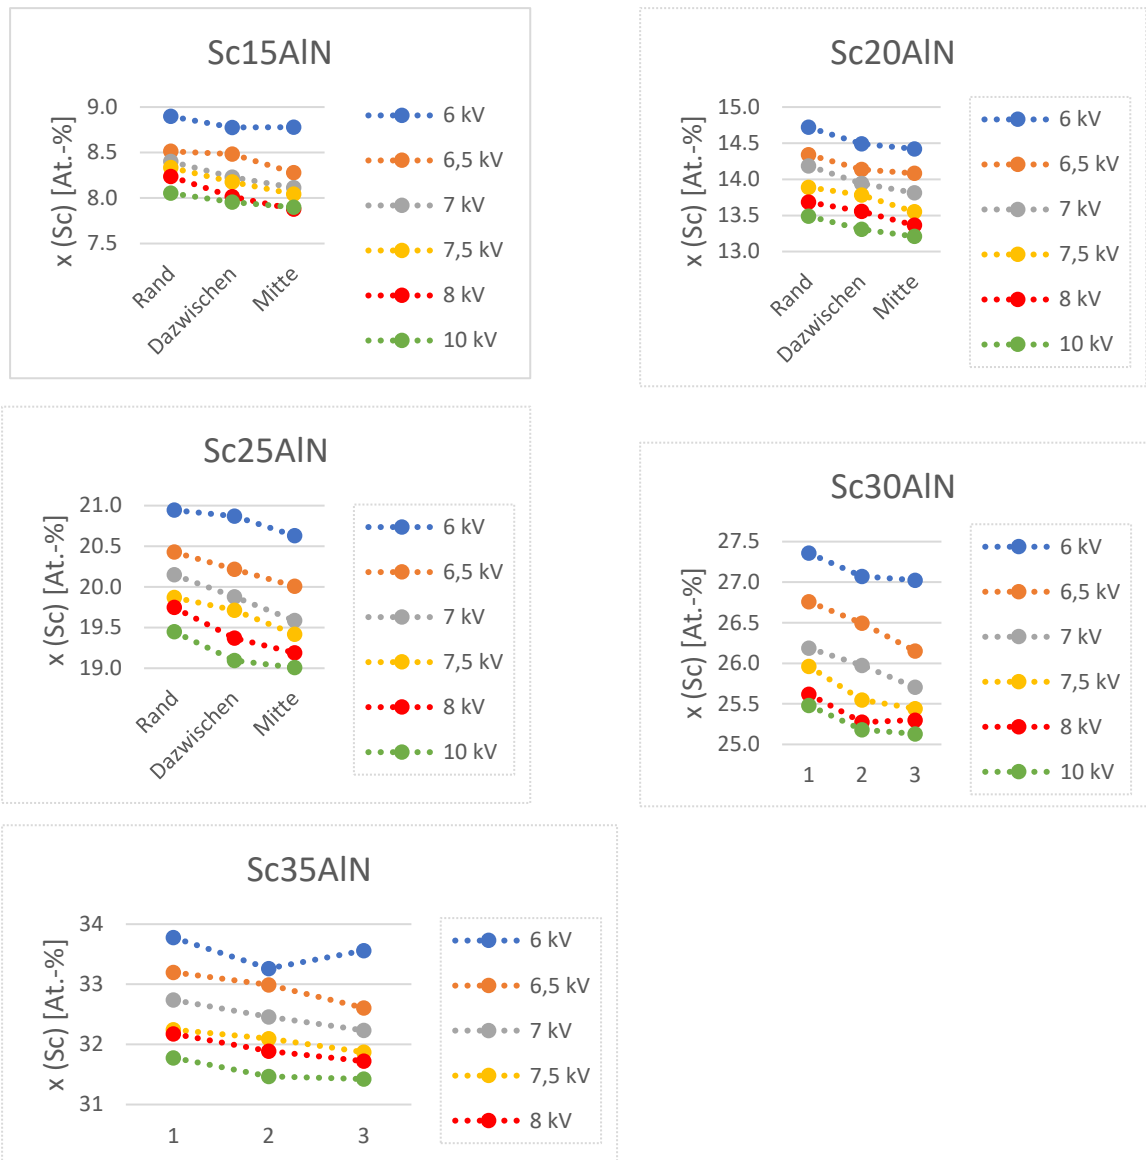 Sc15AlN
x (Sc) [At.-%]
9.0
8.5
8.0
7.5
Rand
Dazwischen
Mitte
6 kV
6,5 kV
7 kV
7,5 kV
8 kV
10 kV
Sc20AlN
x (Sc) [At.-%]
15.0
14.5
14.0
13.5
13.0
Rand
Dazwischen
Mitte
6 kV
6,5 kV
7 kV
7,5 kV
8 kV
10 kV
Sc25AlN
x (Sc) [At.-%]
21.0
20.5
20.0
19.5
19.0
Rand
Dazwischen
Mitte
6 kV
6,5 kV
7 kV
7,5 kV
8 kV
10 kV
Sc30AlN
x (Sc) [At.-%]
27.5
27.0
26.5
26.0
25.5
25.0
1 2 3
6 kV
6,5 kV
7 kV
7,5 kV
8 kV
10 kV
Sc35AlN
x (Sc) [At.-%]
34
33
32
31
1 2 3
6 kV
6,5 kV
7 kV
7,5 kV
8 kV